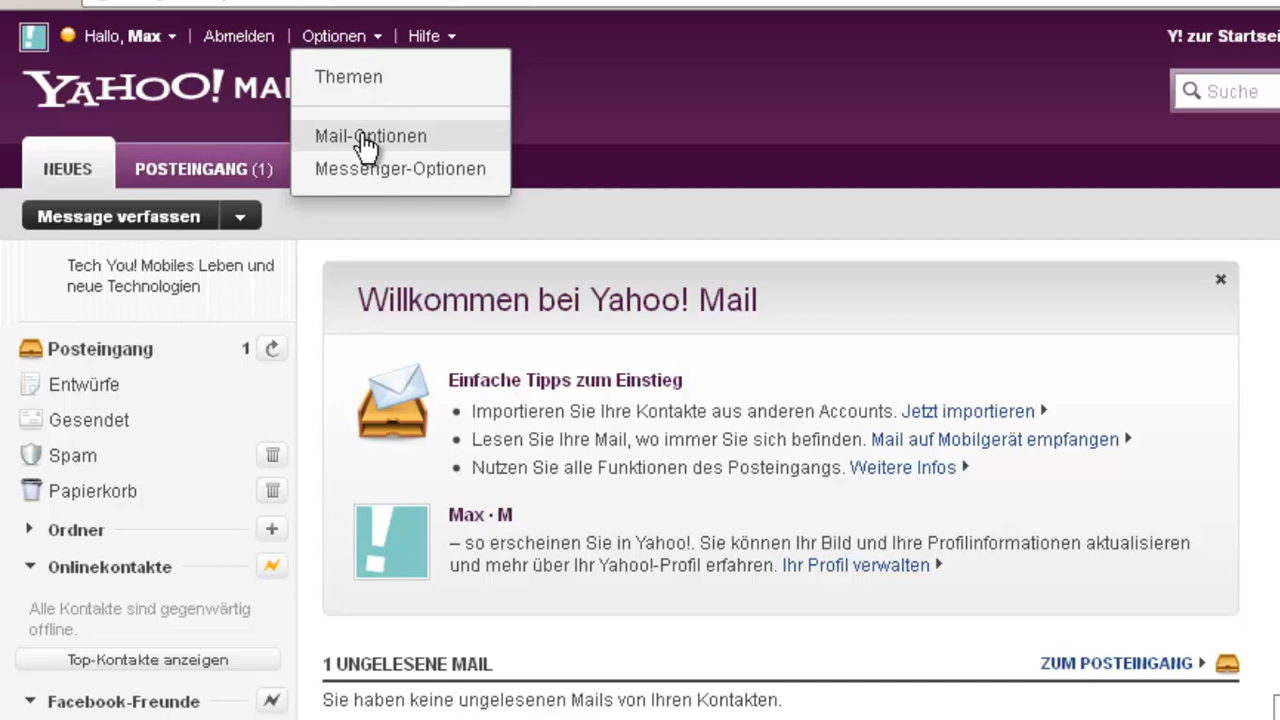 Hallo, Max | Abmelden | Optionen | Hilfe
Y! zur Startsei
Themen
YAHOO! MAI
Suche
Mail-Optionen
Messenger-Optionen
NEUES
POSTEINGANG (1)
Message verfassen
Tech You! Mobiles Leben und
neue Technologien
Posteingang 1
Entwürfe
Gesendet
Spam
Papierkorb
Ordner
Onlinekontakte
Alle Kontakte sind gegenwärtig
offline.
Top-Kontakte anzeigen
Facebook-Freunde
Willkommen bei Yahoo! Mail
Einfache Tipps zum Einstieg
• Importieren Sie Ihre Kontakte aus anderen Accounts. Jetzt importieren
• Lesen Sie Ihre Mail, wo immer Sie sich befinden. Mail auf Mobilgerät empfangen
• Nutzen Sie alle Funktionen des Posteingangs. Weitere Infos
Max · M
– so erscheinen Sie in Yahoo!. Sie können Ihr Bild und Ihre Profilinformationen aktualisieren
und mehr über Ihr Yahoo!-Profil erfahren. Ihr Profil verwalten
1 UNGELESENE MAIL
ZUM POSTEINGANG
Sie haben keine ungelesenen Mails von Ihren Kontakten.